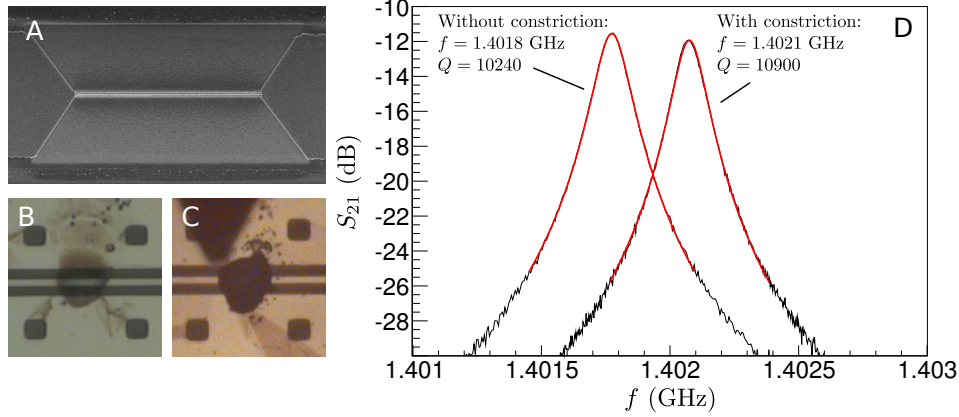 A
B
C
D
Without constriction:
f = 1.4018 GHz
Q = 10240
With constriction:
f = 1.4021 GHz
Q = 10900
S₂₁ (dB)
-10
-12
-14
-16
-18
-20
-22
-24
-26
-28
1.401
1.4015
1.402
1.4025
1.403
f (GHz)